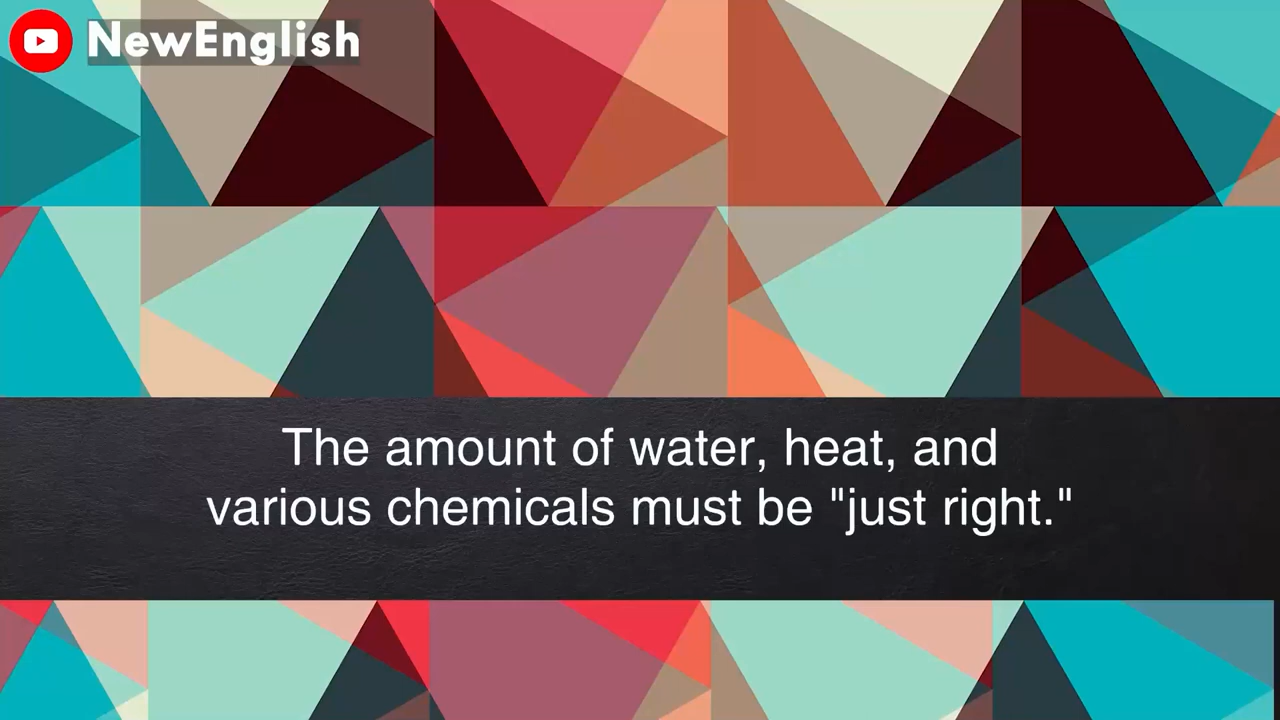 NewEnglish
The amount of water, heat, and
various chemicals must be "just right."